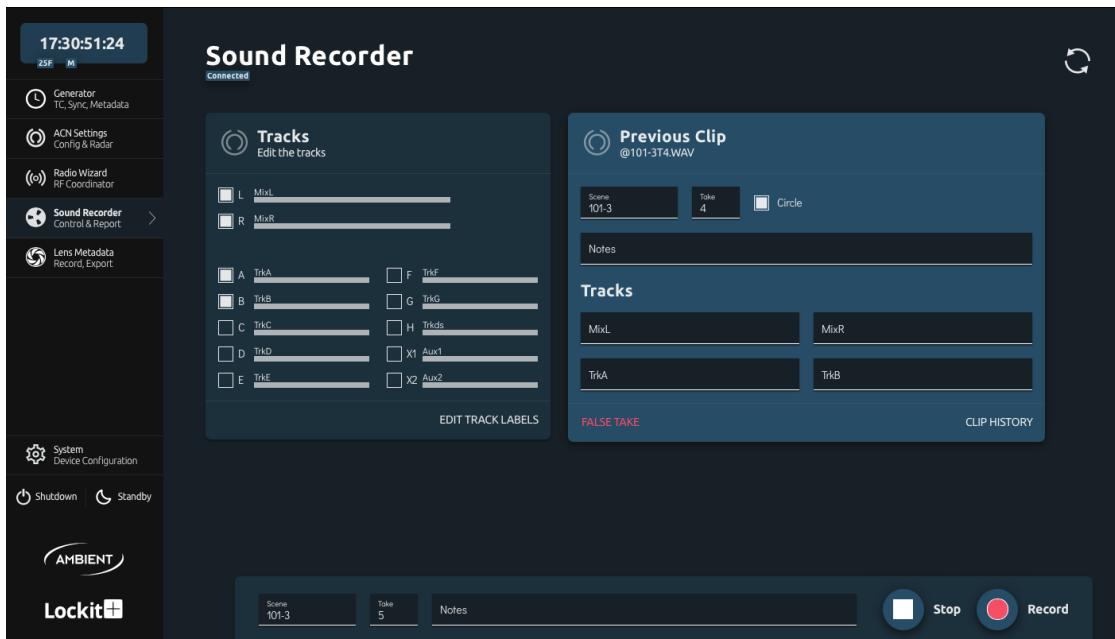 17:30:51:24
25F M
Generator
TC, Sync, Metadata
ACN Settings
Config & Radar
Radio Wizard
RF Coordinator
Sound Recorder
Control & Report
Lens Metadata
Record, Export
System
Device Configuration
Shutdown Standby
AMBIENT
Lockit+
Sound Recorder
Connected
Tracks
Edit the tracks
L MixL
R MixR
A TrkA F TrkF
B TrkB G TrkG
C TrkC H Trkds
D TrkD X1 Aux1
E TrkE X2 Aux2
EDIT TRACK LABELS
Previous Clip
@101-3T4.WAV
Scene Take
101-3 4 Circle
Notes
Tracks
MixL MixR
TrkA TrkB
FALSE TAKE CLIP HISTORY
Scene Take
101-3 5 Notes Stop Record